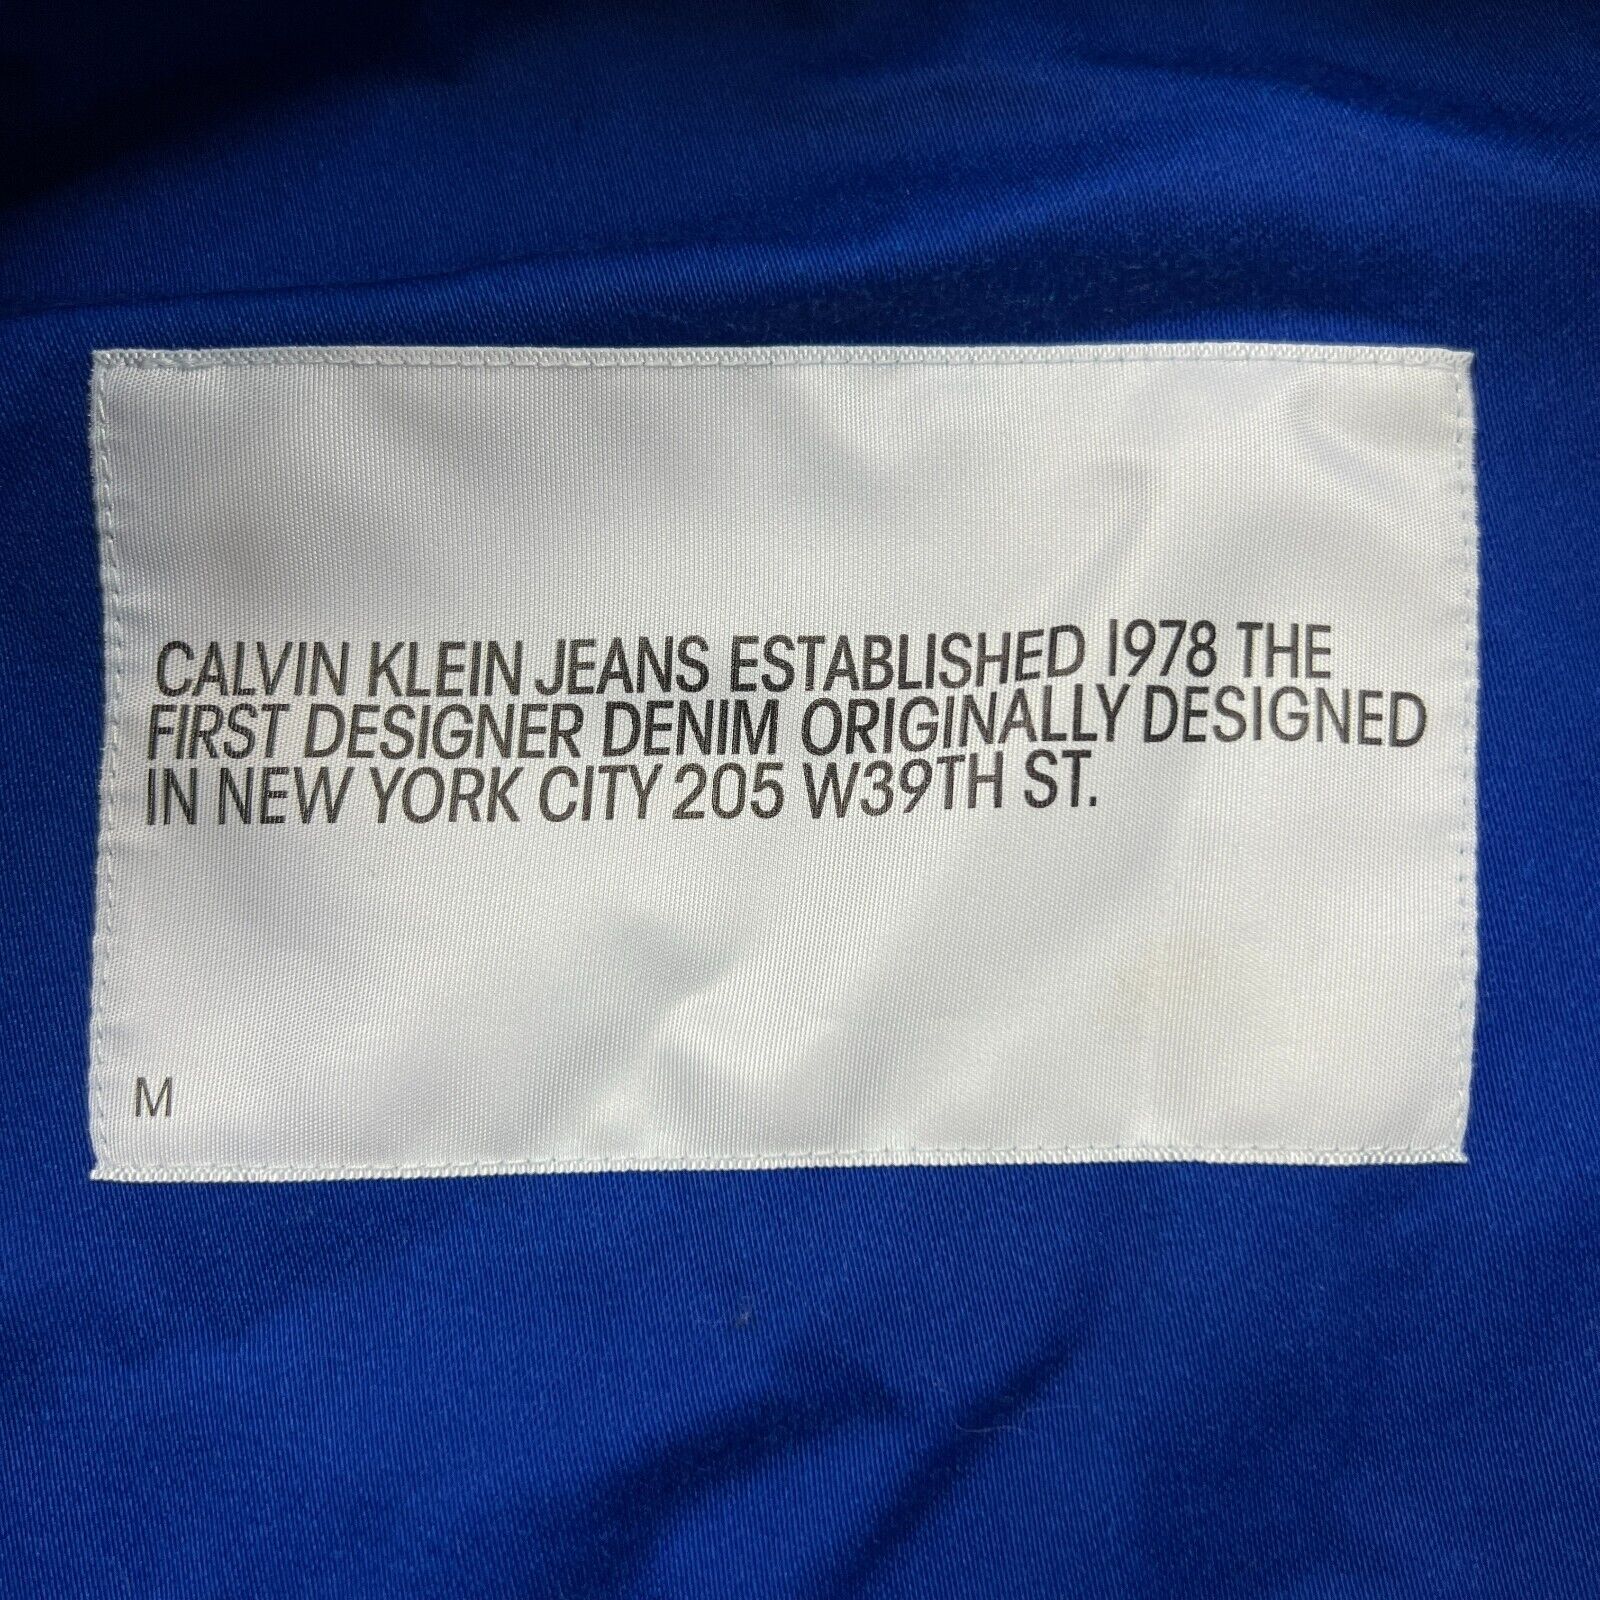 CALVIN KLEIN JEANS ESTABLISHED 1978 THE
FIRST DESIGNER DENIM ORIGINALLY DESIGNED
IN NEW YORK CITY 205 W39TH ST.
M